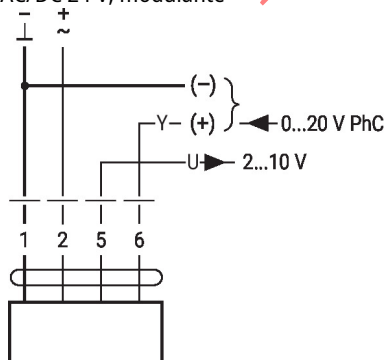 AC/DC 24 V, modulante
– +
⊥ ~
(–)
Y– (+) 0...20 V PhC
U 2...10 V
1 2 5 6